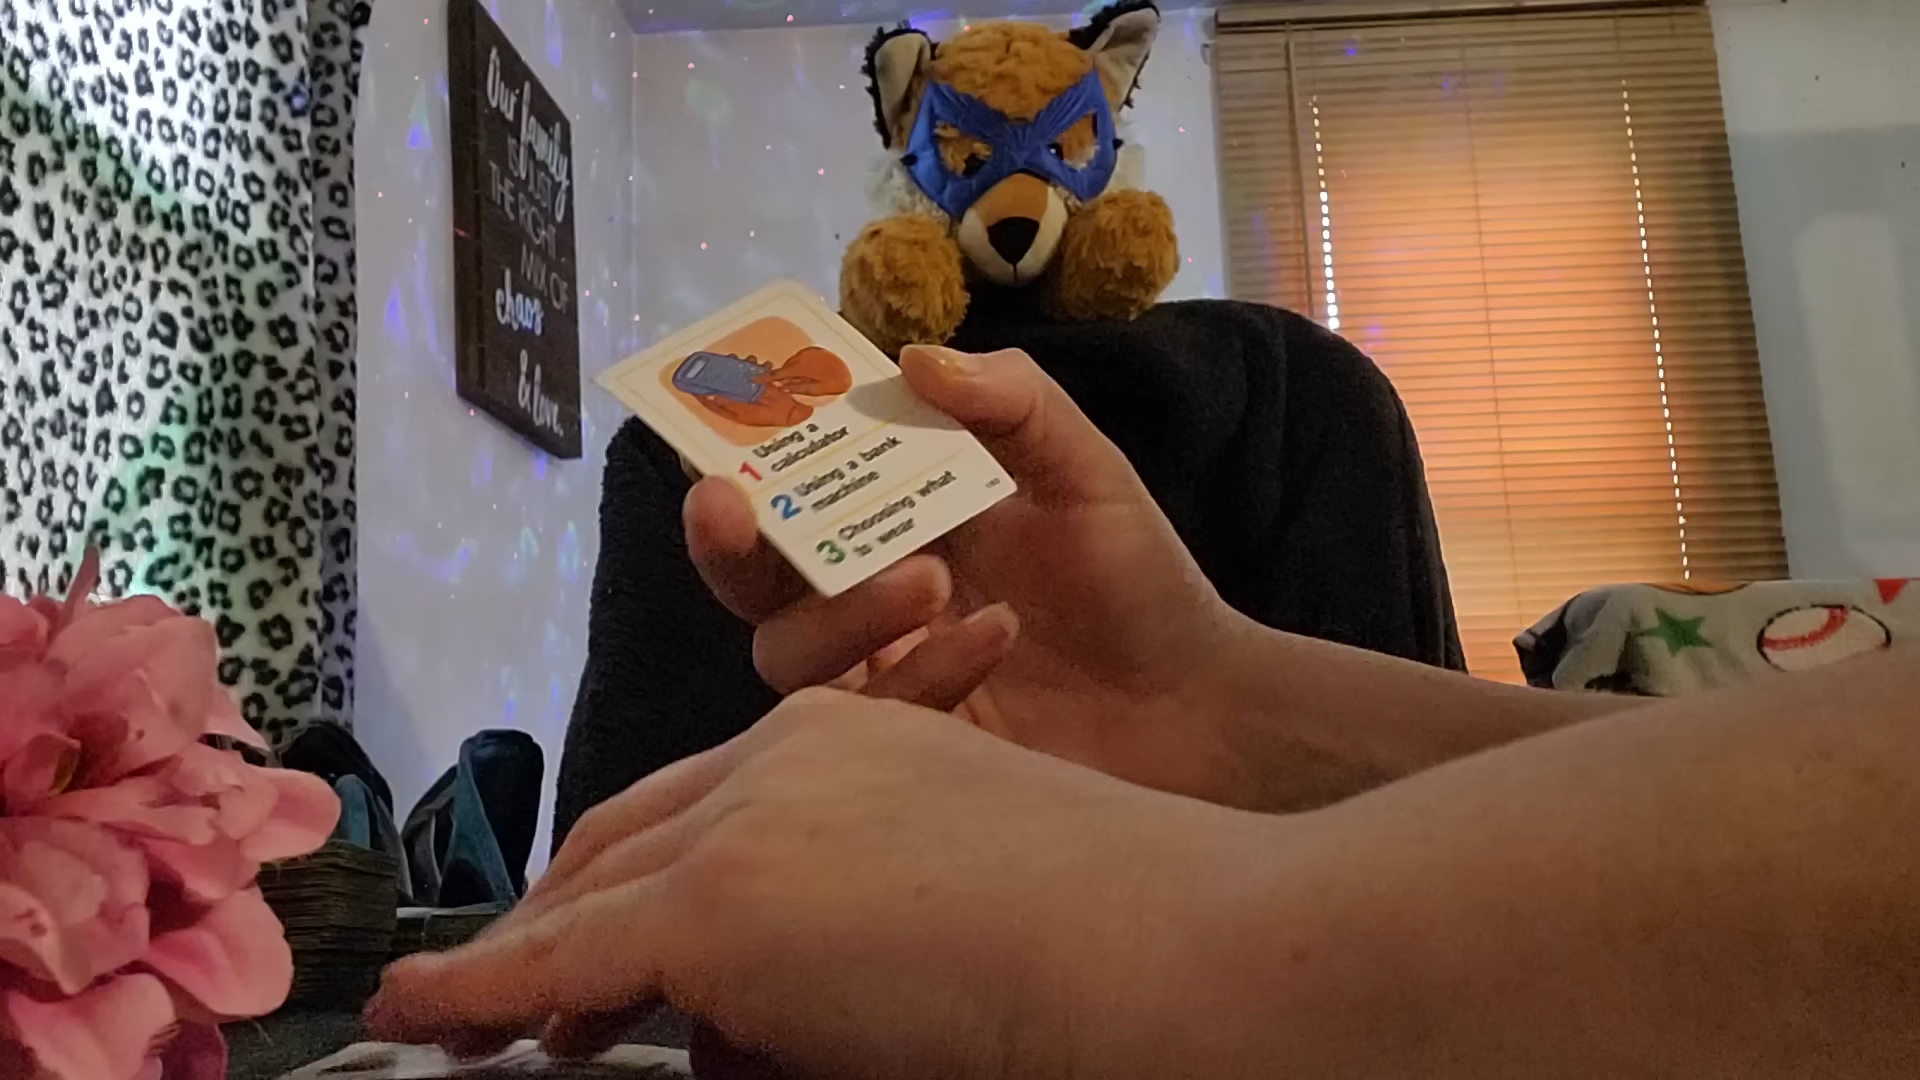 Our family
IS JUST
THE RIGHT
MIX OF
chaos
& love.
1 Using a
calculator
2 Using a bank
machine
3 Choosing what
to wear